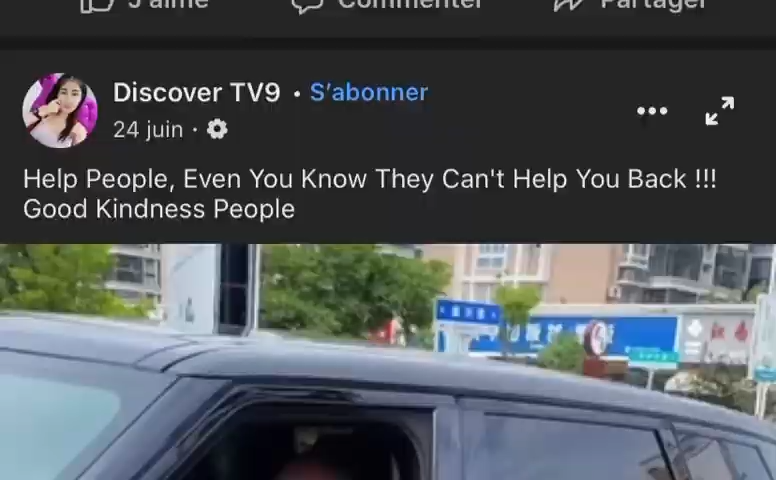 J'aime
Commenter
Partager
Discover TV9 • S'abonner
24 juin ·
Help People, Even You Know They Can't Help You Back !!!
Good Kindness People